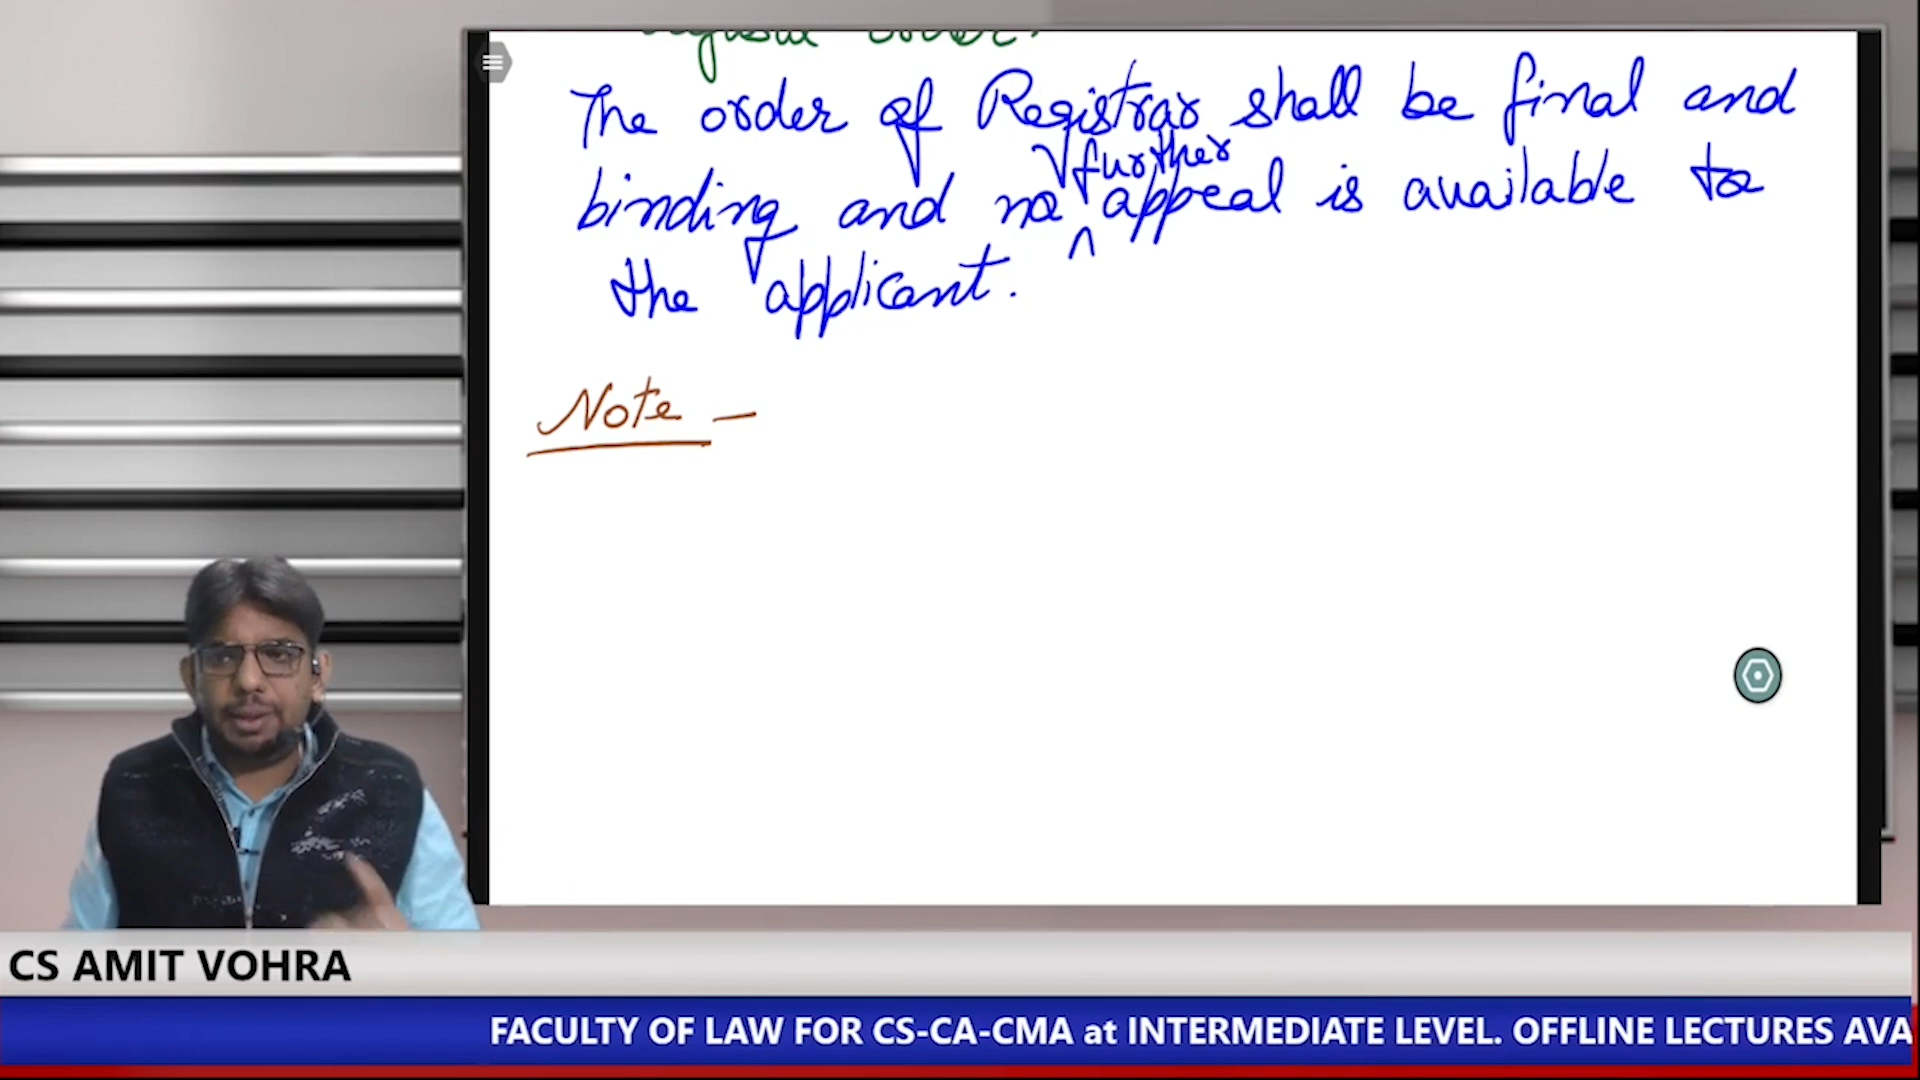 The order of Registrar shall be final and
binding and no further appeal is available to
the applicant.
Note -
CS AMIT VOHRA
FACULTY OF LAW FOR CS-CA-CMA at INTERMEDIATE LEVEL. OFFLINE LECTURES AVA